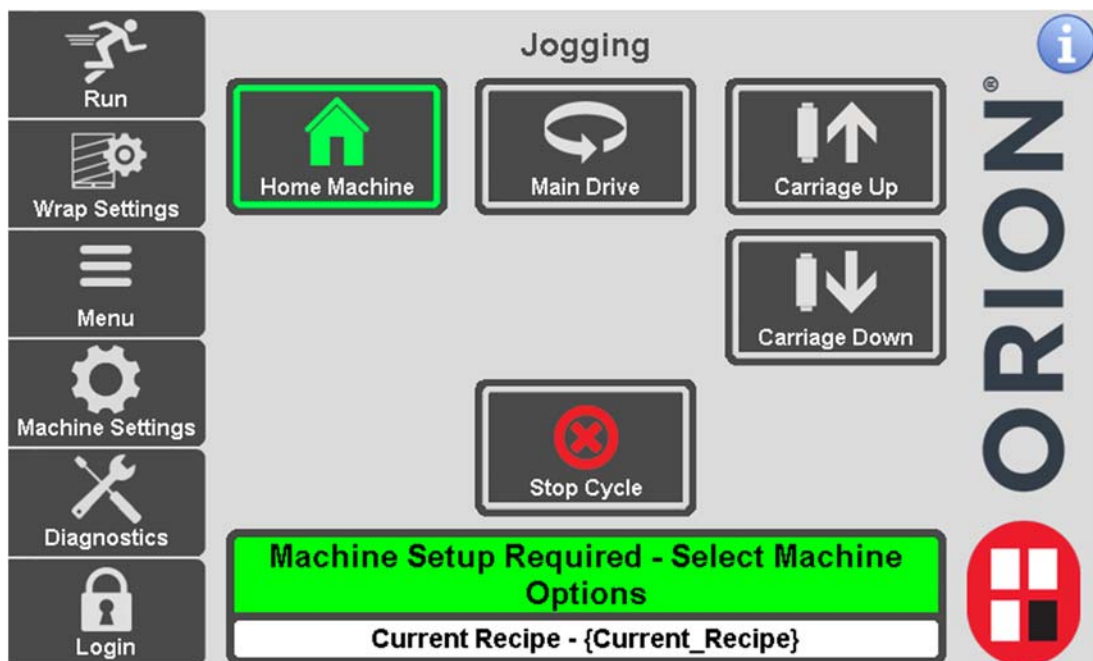 Jogging
i
Run
Wrap Settings
Menu
Machine Settings
Diagnostics
Login
Home Machine
Main Drive
Carriage Up
Carriage Down
Stop Cycle
Machine Setup Required - Select Machine
Options
Current Recipe - {Current_Recipe}
ORION®